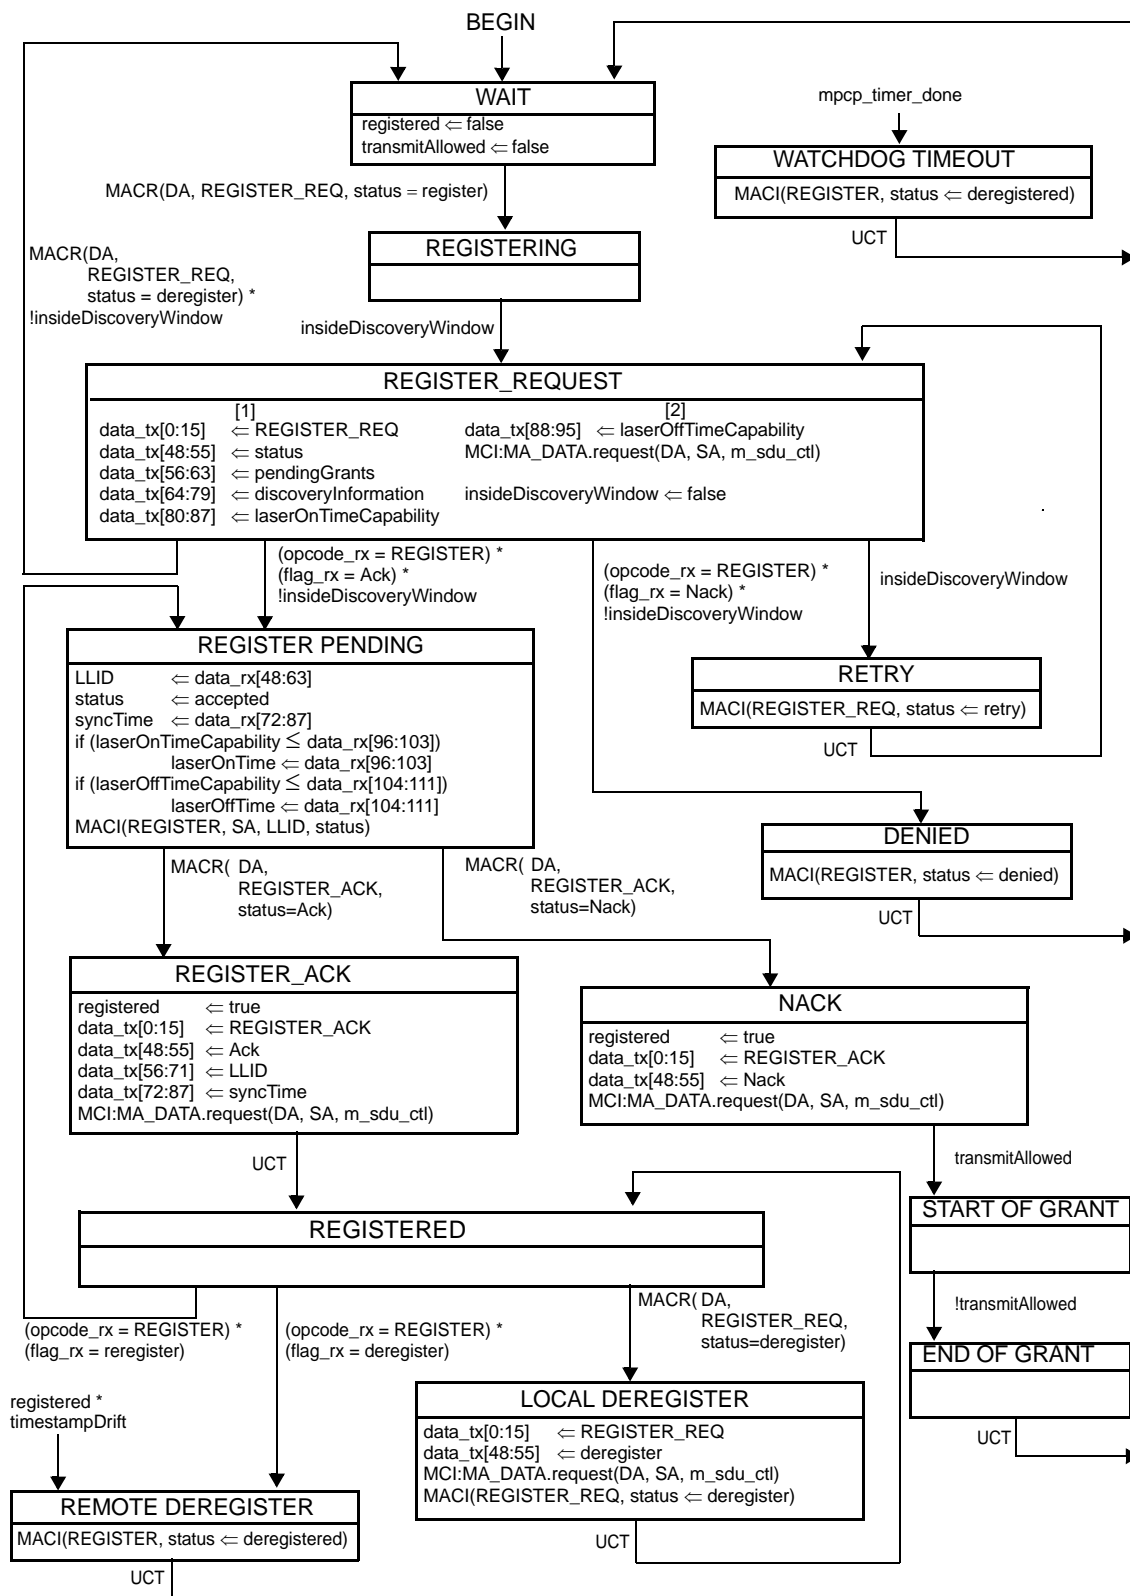 BEGIN
WAIT
registered ⇐ false
transmitAllowed ⇐ false
mpcp_timer_done
WATCHDOG TIMEOUT
MACI(REGISTER, status ⇐ deregistered)
UCT
MACR(DA, REGISTER_REQ, status = register)
REGISTERING
MACR(DA,
REGISTER_REQ,
status = deregister) *
!insideDiscoveryWindow
insideDiscoveryWindow
REGISTER_REQUEST
[1]
data_tx[0:15] ⇐ REGISTER_REQ
data_tx[48:55] ⇐ status
data_tx[56:63] ⇐ pendingGrants
data_tx[64:79] ⇐ discoveryInformation
data_tx[80:87] ⇐ laserOnTimeCapability
[2]
data_tx[88:95] ⇐ laserOffTimeCapability
MCI:MA_DATA.request(DA, SA, m_sdu_ctl)
insideDiscoveryWindow ⇐ false
(opcode_rx = REGISTER) *
(flag_rx = Ack) *
!insideDiscoveryWindow
(opcode_rx = REGISTER) *
(flag_rx = Nack) *
!insideDiscoveryWindow
insideDiscoveryWindow
REGISTER PENDING
LLID ⇐ data_rx[48:63]
status ⇐ accepted
syncTime ⇐ data_rx[72:87]
if (laserOnTimeCapability ≤ data_rx[96:103])
laserOnTime ⇐ data_rx[96:103]
if (laserOffTimeCapability ≤ data_rx[104:111])
laserOffTime ⇐ data_rx[104:111]
MACI(REGISTER, SA, LLID, status)
RETRY
MACI(REGISTER_REQ, status ⇐ retry)
UCT
DENIED
MACI(REGISTER, status ⇐ denied)
UCT
MACR( DA,
REGISTER_ACK,
status=Ack)
MACR( DA,
REGISTER_ACK,
status=Nack)
REGISTER_ACK
registered ⇐ true
data_tx[0:15] ⇐ REGISTER_ACK
data_tx[48:55] ⇐ Ack
data_tx[56:71] ⇐ LLID
data_tx[72:87] ⇐ syncTime
MCI:MA_DATA.request(DA, SA, m_sdu_ctl)
UCT
NACK
registered ⇐ true
data_tx[0:15] ⇐ REGISTER_ACK
data_tx[48:55] ⇐ Nack
MCI:MA_DATA.request(DA, SA, m_sdu_ctl)
transmitAllowed
START OF GRANT
!transmitAllowed
END OF GRANT
UCT
REGISTERED
(opcode_rx = REGISTER) *
(flag_rx = reregister)
(opcode_rx = REGISTER) *
(flag_rx = deregister)
MACR( DA,
REGISTER_REQ,
status=deregister)
LOCAL DEREGISTER
data_tx[0:15] ⇐ REGISTER_REQ
data_tx[48:55] ⇐ deregister
MCI:MA_DATA.request(DA, SA, m_sdu_ctl)
MACI(REGISTER_REQ, status ⇐ deregister)
UCT
registered *
timestampDrift
REMOTE DEREGISTER
MACI(REGISTER, status ⇐ deregistered)
UCT